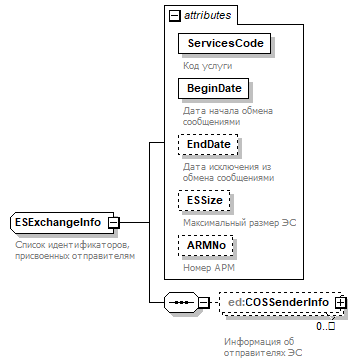 attributes
ServicesCode
Код услуги
BeginDate
Дата начала обмена
сообщениями
EndDate
Дата исключения из
обмена сообщениями
ESSize
Максимальный размер ЭС
ARMNo
Номер АРМ
ESExchangeInfo
Список идентификаторов,
присвоенных отправителям
ed:COSSenderInfo
0..
Информация об
отправителях ЭС